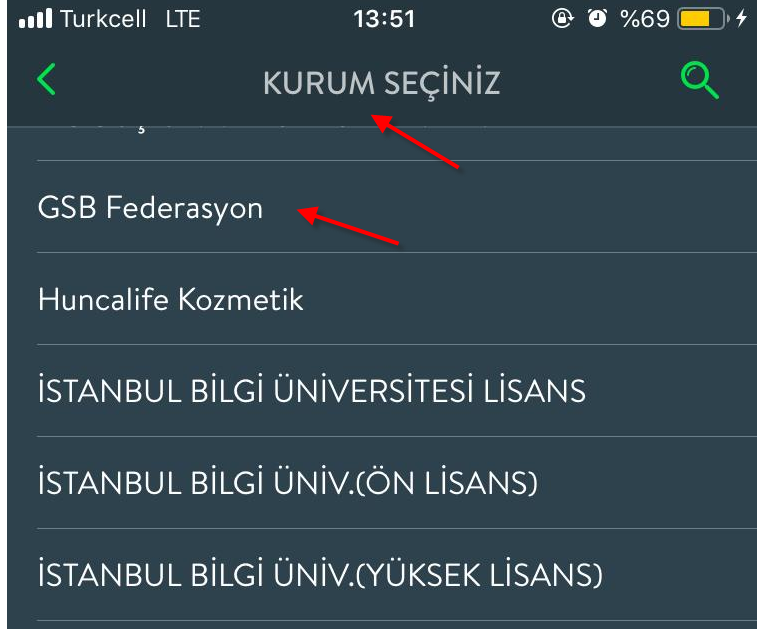 Turkcell LTE 13:51 %69
KURUM SEÇİNİZ
GSB Federasyon
Huncalife Kozmetik
İSTANBUL BİLGİ ÜNİVERSİTESİ LİSANS
İSTANBUL BİLGİ ÜNİV.(ÖN LİSANS)
İSTANBUL BİLGİ ÜNİV.(YÜKSEK LİSANS)